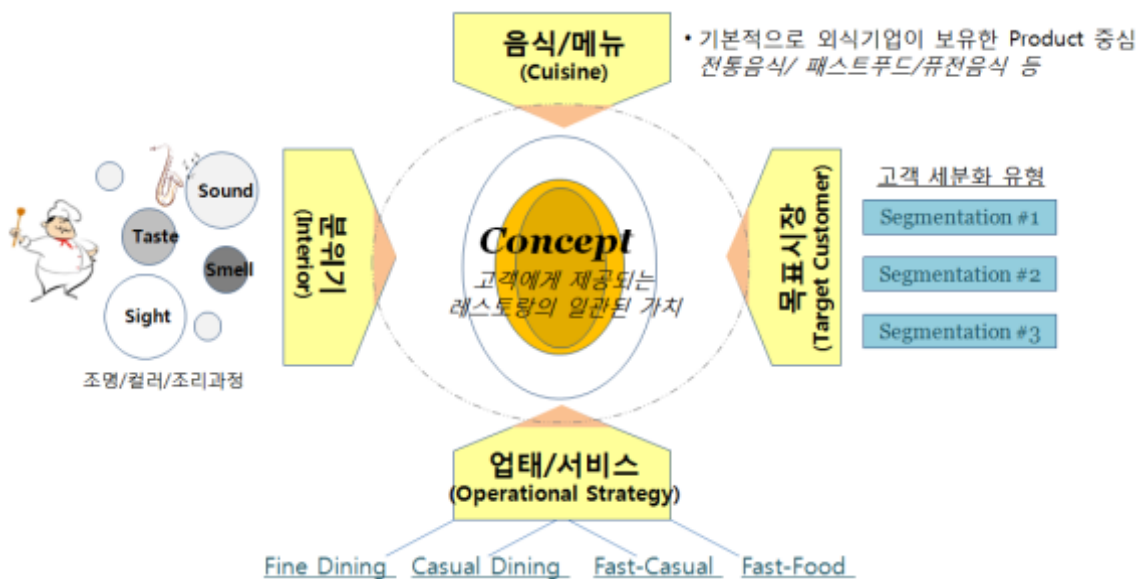 음식/메뉴
(Cuisine)
• 기본적으로 외식기업이 보유한 Product 중심
전통음식/ 패스트푸드/퓨전음식 등
Sound
Taste
Smell
Sight
조명/컬러/조리과정
분위기
(Interior)
Concept
고객에게 제공되는
레스토랑의 일관된 가치
목표시장
(Target Customer)
고객 세분화 유형
Segmentation #1
Segmentation #2
Segmentation #3
업태/서비스
(Operational Strategy)
Fine Dining
Casual Dining
Fast-Casual
Fast-Food